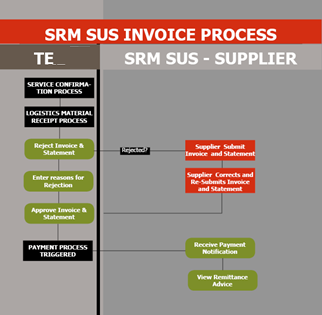 SRM SUS INVOICE PROCESS
TE_ _
SRM SUS - SUPPLIER
SERVICE CONFIRMA-
TION PROCESS
LOGISTICS MATERIAL
RECEIPT PROCESS
Reject Invoice &
Statement
Rejected?
Supplier Submit
Invoice and Statement
Enter reasons for
Rejection
Supplier Corrects and
Re-Submits Invoice
and Statement
Approve Invoice &
Statement
PAYMENT PROCESS
TRIGGERED
Receive Payment
Notification
View Remittance
Advice